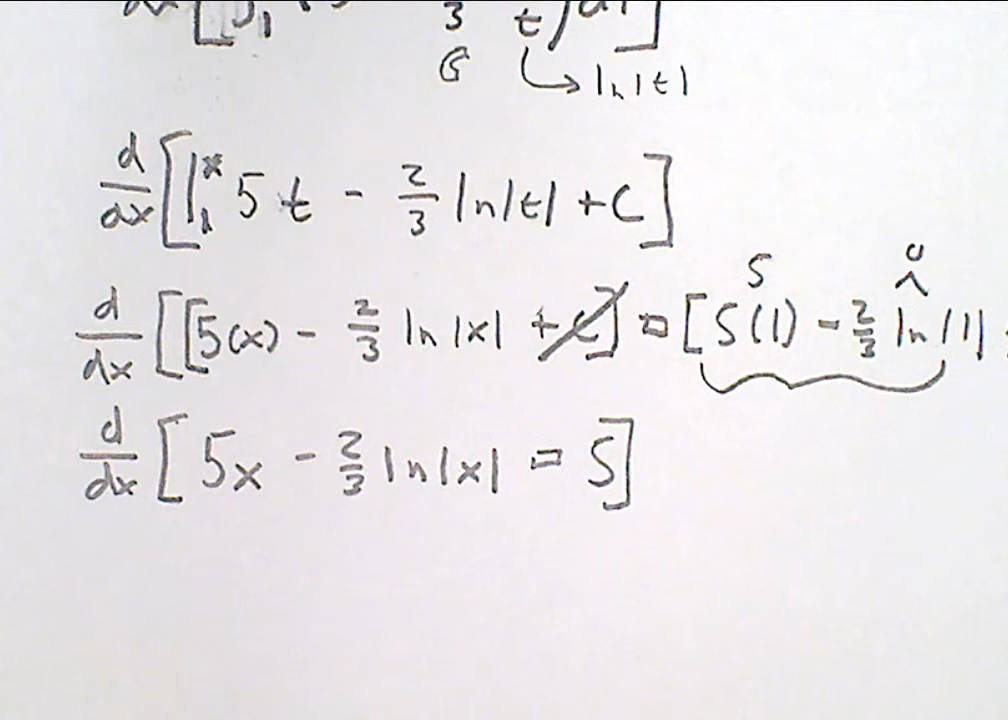 3 t
→ ln|t|
d/dx [ |₁ˣ 5t - 2/3 ln|t| + C ]
5 0
d/dx [ [5(x) - 2/3 ln|x| + C] = [5(1) - 2/3 ln|1|
d/dx [ 5x - 2/3 ln|x| = 5 ]